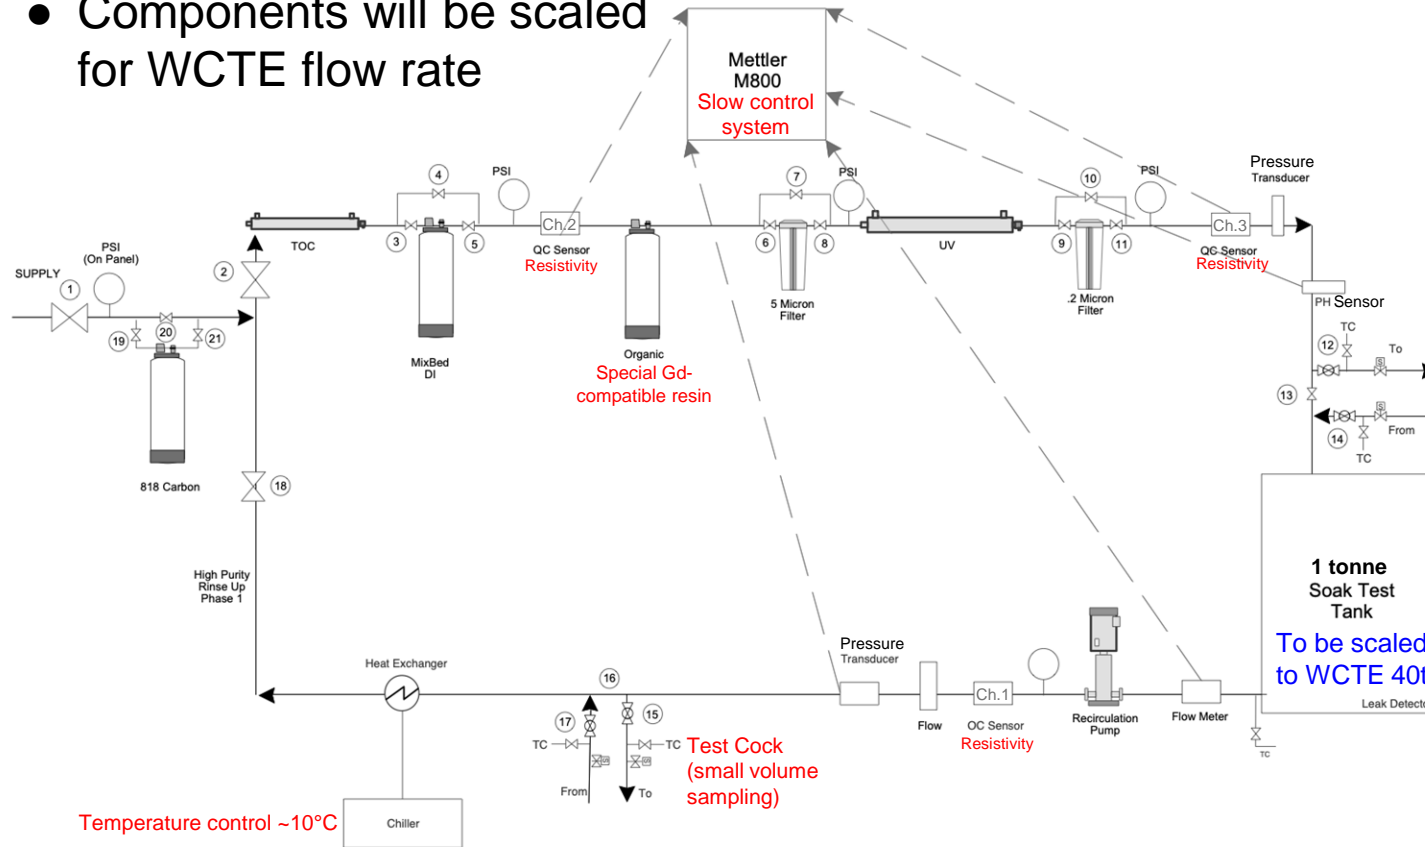 ● Components will be scaled
for WCTE flow rate
Mettler
M800
Slow control
system
4
PSI
7
PSI
10
PSI
Pressure
Transducer
TOC
3
5
Ch.2
QC Sensor
Resistivity
6
8
UV
9
11
Ch.3
QC Sensor
Resistivity
PSI
(On Panel)
SUPPLY
1
2
19
20
21
MixBed
DI
Organic
Special Gd-
compatible resin
5 Micron
Filter
.2 Micron
Filter
PH Sensor
TC
12
S
To
13
S
14
From
TC
818 Carbon
18
High Purity
Rinse Up
Phase 1
1 tonne
Soak Test
Tank
To be scaled
to WCTE 40t
Leak Detecto
Heat Exchanger
16
Pressure
Transducer
Flow
Ch.1
OC Sensor
Resistivity
Recirculation
Pump
Flow Meter
TC
17
15
TC
TC
Test Cock
(small volume
sampling)
S
S
From
To
Temperature control ~10°C
Chiller